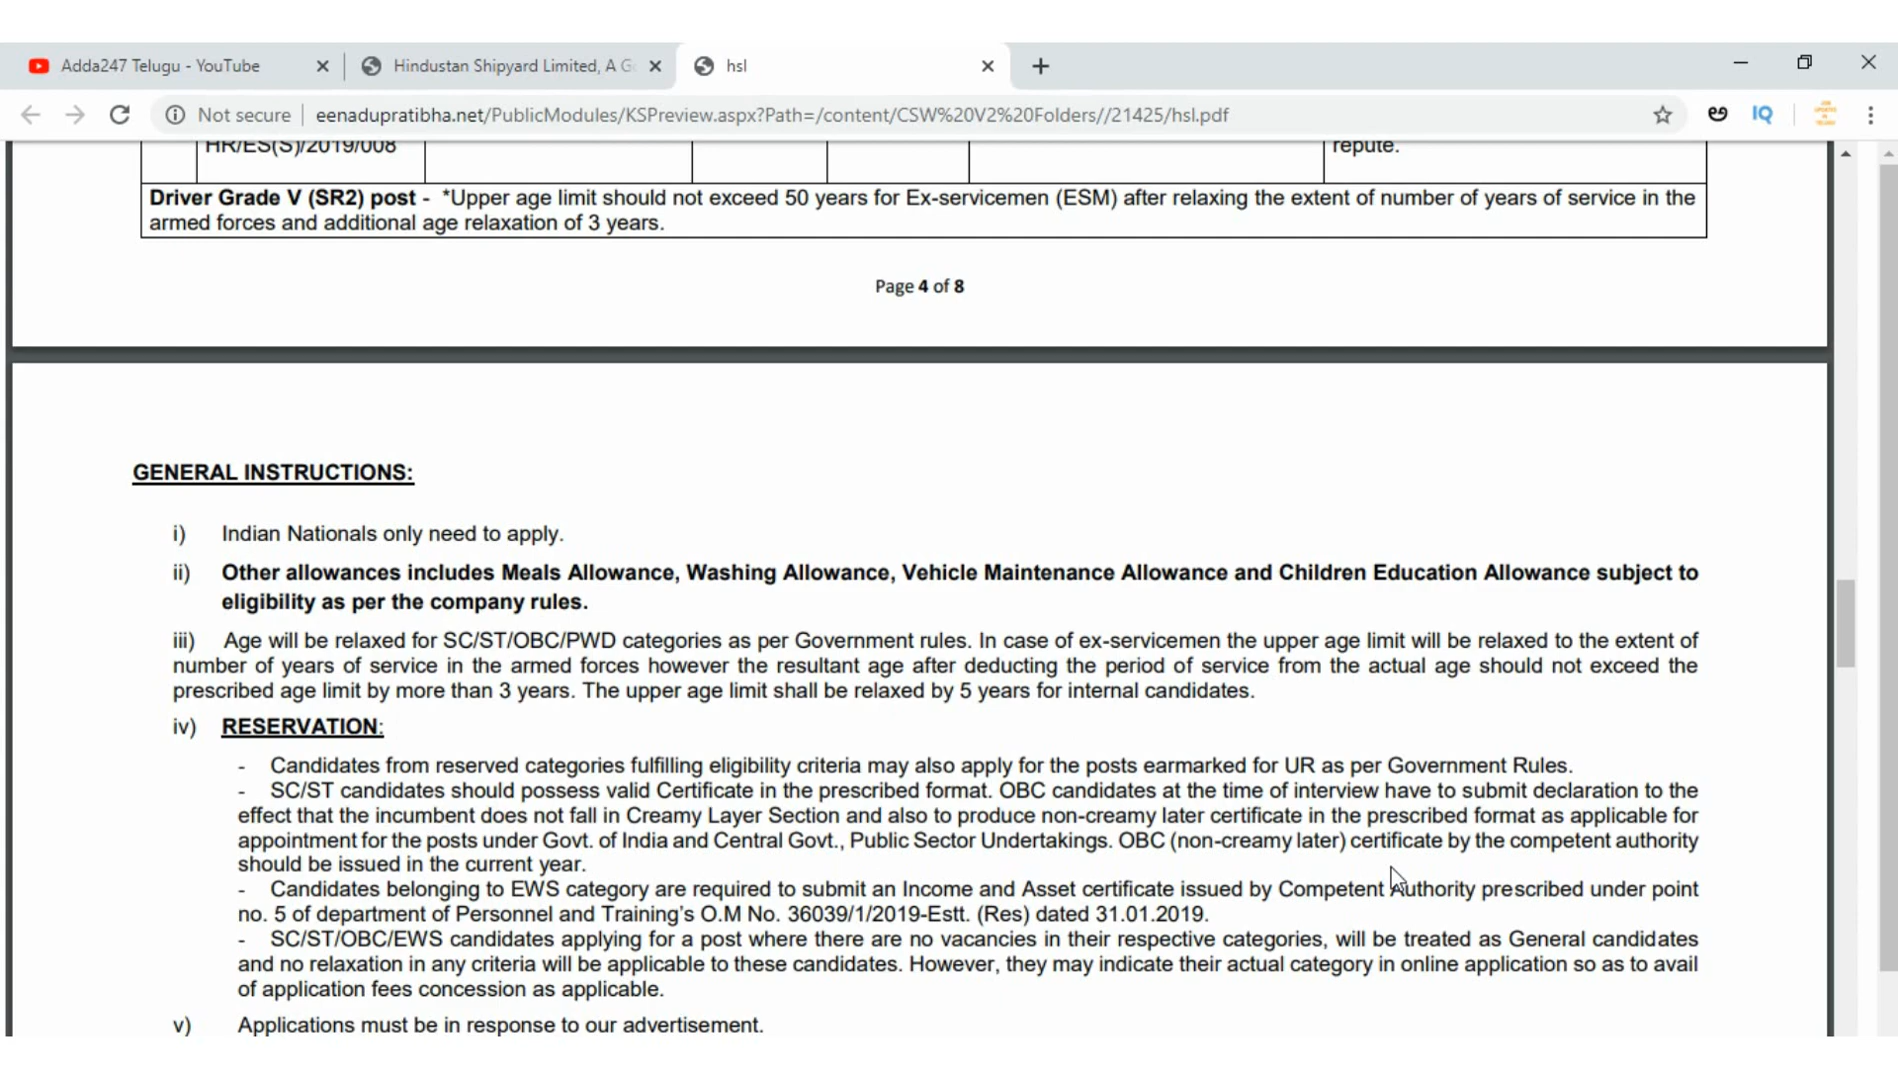 Adda247 Telugu - YouTube
Hindustan Shipyard Limited, A Go
hsl
Not secure
eenadupratibha.net/PublicModules/KSPreview.aspx?Path=/content/CSW%20V2%20Folders//21425/hsl.pdf
IQ
HR/ES(S)/2019/008
repute.
Driver Grade V (SR2) post - *Upper age limit should not exceed 50 years for Ex-servicemen (ESM) after relaxing the extent of number of years of service in the
armed forces and additional age relaxation of 3 years.
Page 4 of 8
GENERAL INSTRUCTIONS:
i) Indian Nationals only need to apply.
ii) Other allowances includes Meals Allowance, Washing Allowance, Vehicle Maintenance Allowance and Children Education Allowance subject to
eligibility as per the company rules.
iii) Age will be relaxed for SC/ST/OBC/PWD categories as per Government rules. In case of ex-servicemen the upper age limit will be relaxed to the extent of
number of years of service in the armed forces however the resultant age after deducting the period of service from the actual age should not exceed the
prescribed age limit by more than 3 years. The upper age limit shall be relaxed by 5 years for internal candidates.
iv) RESERVATION:
- Candidates from reserved categories fulfilling eligibility criteria may also apply for the posts earmarked for UR as per Government Rules.
- SC/ST candidates should possess valid Certificate in the prescribed format. OBC candidates at the time of interview have to submit declaration to the
effect that the incumbent does not fall in Creamy Layer Section and also to produce non-creamy later certificate in the prescribed format as applicable for
appointment for the posts under Govt. of India and Central Govt., Public Sector Undertakings. OBC (non-creamy later) certificate by the competent authority
should be issued in the current year.
- Candidates belonging to EWS category are required to submit an Income and Asset certificate issued by Competent Authority prescribed under point
no. 5 of department of Personnel and Training's O.M No. 36039/1/2019-Estt. (Res) dated 31.01.2019.
- SC/ST/OBC/EWS candidates applying for a post where there are no vacancies in their respective categories, will be treated as General candidates
and no relaxation in any criteria will be applicable to these candidates. However, they may indicate their actual category in online application so as to avail
of application fees concession as applicable.
v) Applications must be in response to our advertisement.